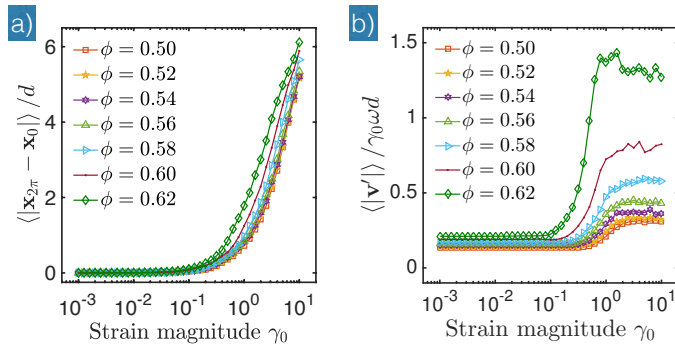 a)
⟨|x₂π − x₀|⟩/d
6
4
2
0
ϕ = 0.50
ϕ = 0.52
ϕ = 0.54
ϕ = 0.56
ϕ = 0.58
ϕ = 0.60
ϕ = 0.62
10⁻³ 10⁻² 10⁻¹ 10⁰ 10¹
Strain magnitude γ₀
b)
⟨|v′|⟩/γ₀ωd
1.5
1
0.5
0
ϕ = 0.50
ϕ = 0.52
ϕ = 0.54
ϕ = 0.56
ϕ = 0.58
ϕ = 0.60
ϕ = 0.62
10⁻³ 10⁻² 10⁻¹ 10⁰ 10¹
Strain magnitude γ₀